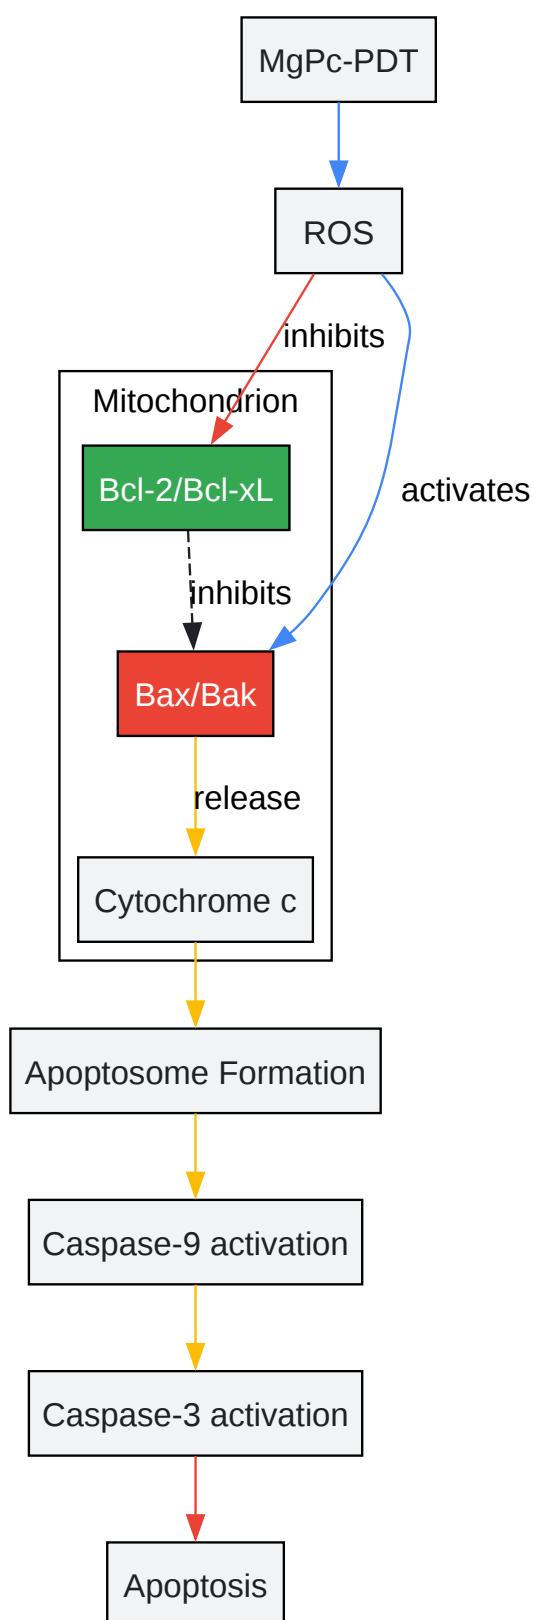 MgPc-PDT
ROS
inhibits
Mitochondrion
Bcl-2/Bcl-xL
activates
inhibits
Bax/Bak
release
Cytochrome c
Apoptosome Formation
Caspase-9 activation
Caspase-3 activation
Apoptosis